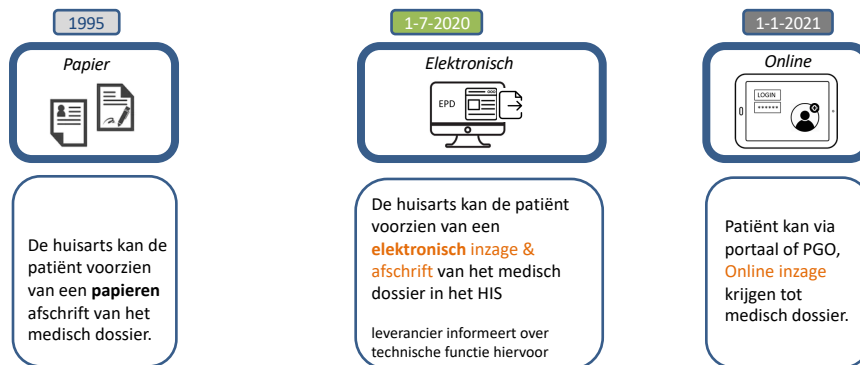 1995
Papier
De huisarts kan de
patiënt voorzien
van een papieren
afschrift van het
medisch dossier.
1-7-2020
Elektronisch
EPD
De huisarts kan de patiënt
voorzien van een
elektronisch inzage &
afschrift van het medisch
dossier in het HIS
leverancier informeert over
technische functie hiervoor
1-1-2021
Online
LOGIN
******
Patiënt kan via
portaal of PGO,
Online inzage
krijgen tot
medisch dossier.